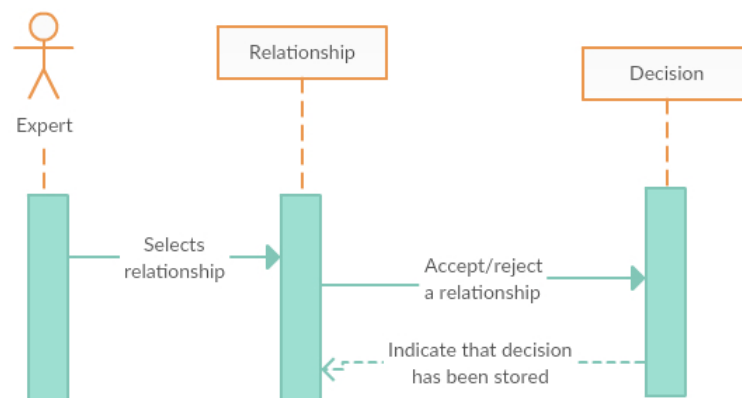 Relationship
Decision
Expert
Selects
relationship
Accept/reject
a relationship
Indicate that decision
has been stored